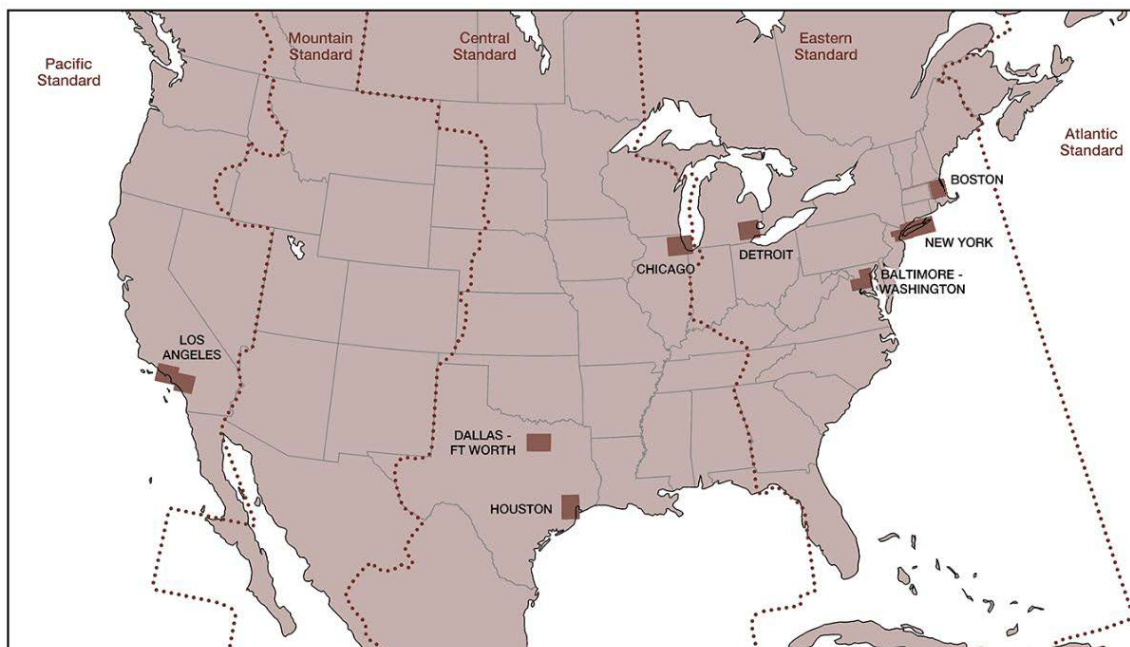 Pacific
Standard
Mountain
Standard
Central
Standard
Eastern
Standard
Atlantic
Standard
BOSTON
NEW YORK
DETROIT
CHICAGO
BALTIMORE -
WASHINGTON
LOS
ANGELES
DALLAS -
FT WORTH
HOUSTON